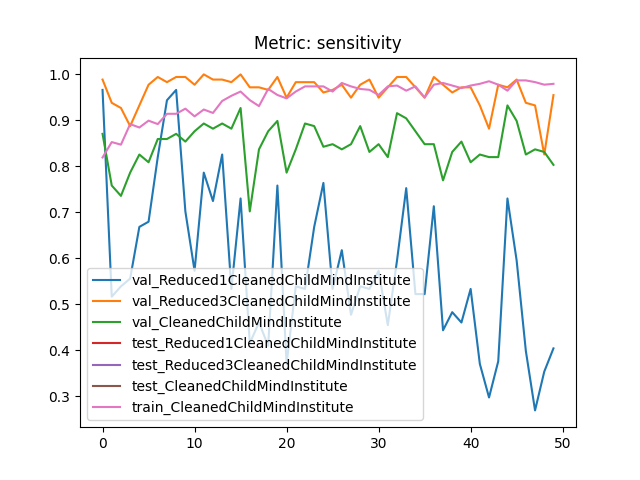 Metric: sensitivity
1.0
0.9
0.8
0.7
0.6
0.5
0.4
0.3
val_Reduced1CleanedChildMindInstitute
val_Reduced3CleanedChildMindInstitute
val_CleanedChildMindInstitute
test_Reduced1CleanedChildMindInstitute
test_Reduced3CleanedChildMindInstitute
test_CleanedChildMindInstitute
train_CleanedChildMindInstitute
0 10 20 30 40 50